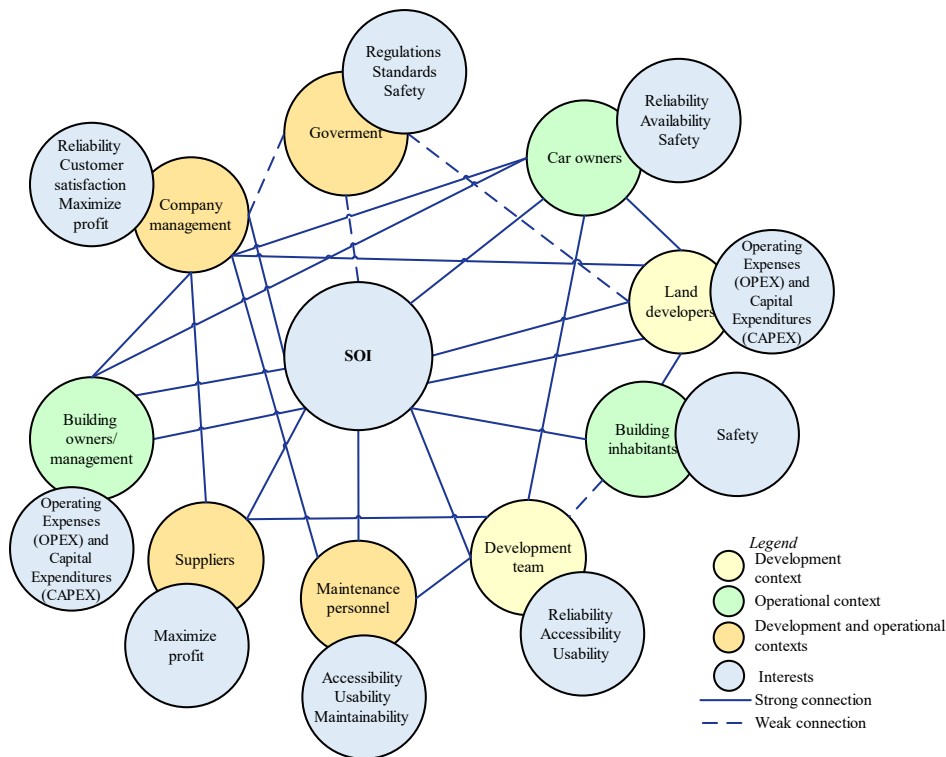 Regulations
Standards
Safety
Goverment
Reliability
Availability
Safety
Car owners
Reliability
Customer
satisfaction
Maximize
profit
Company
management
Operating
Expenses
(OPEX) and
Capital
Expenditures
(CAPEX)
Land
developers
SOI
Building
owners/
management
Building
inhabitants
Safety
Operating
Expenses
(OPEX) and
Capital
Expenditures
(CAPEX)
Suppliers
Maximize
profit
Maintenance
personnel
Accessibility
Usability
Maintainability
Development
team
Reliability
Accessibility
Usability
Legend
Development
context
Operational context
Development and operational
contexts
Interests
Strong connection
Weak connection